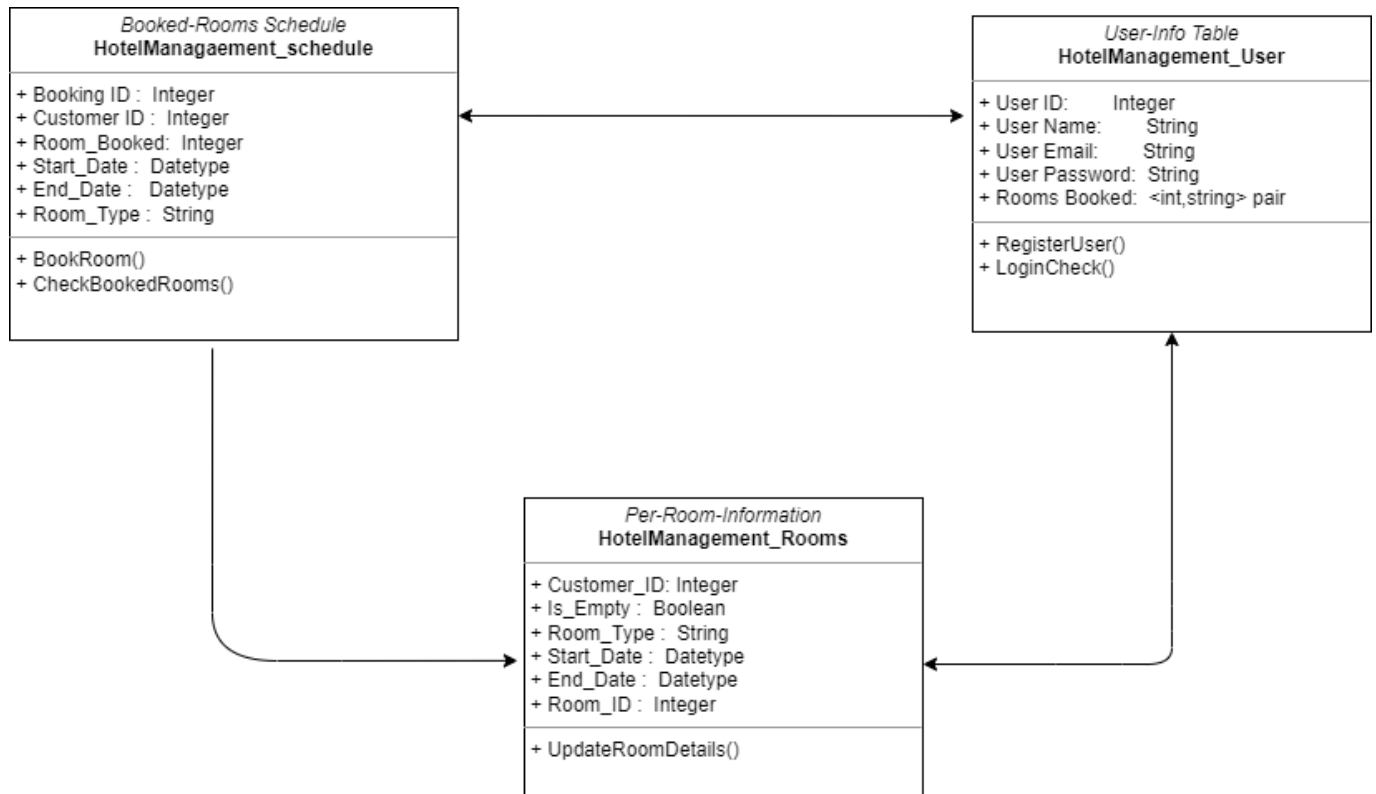 Booked-Rooms Schedule
HotelManagaement_schedule
+ Booking ID : Integer
+ Customer ID : Integer
+ Room_Booked: Integer
+ Start_Date : Datetype
+ End_Date : Datetype
+ Room_Type : String
+ BookRoom()
+ CheckBookedRooms()
User-Info Table
HotelManagement_User
+ User ID: Integer
+ User Name: String
+ User Email: String
+ User Password: String
+ Rooms Booked: <int,string> pair
+ RegisterUser()
+ LoginCheck()
Per-Room-Information
HotelManagement_Rooms
+ Customer_ID: Integer
+ Is_Empty : Boolean
+ Room_Type : String
+ Start_Date : Datetype
+ End_Date : Datetype
+ Room_ID : Integer
+ UpdateRoomDetails()